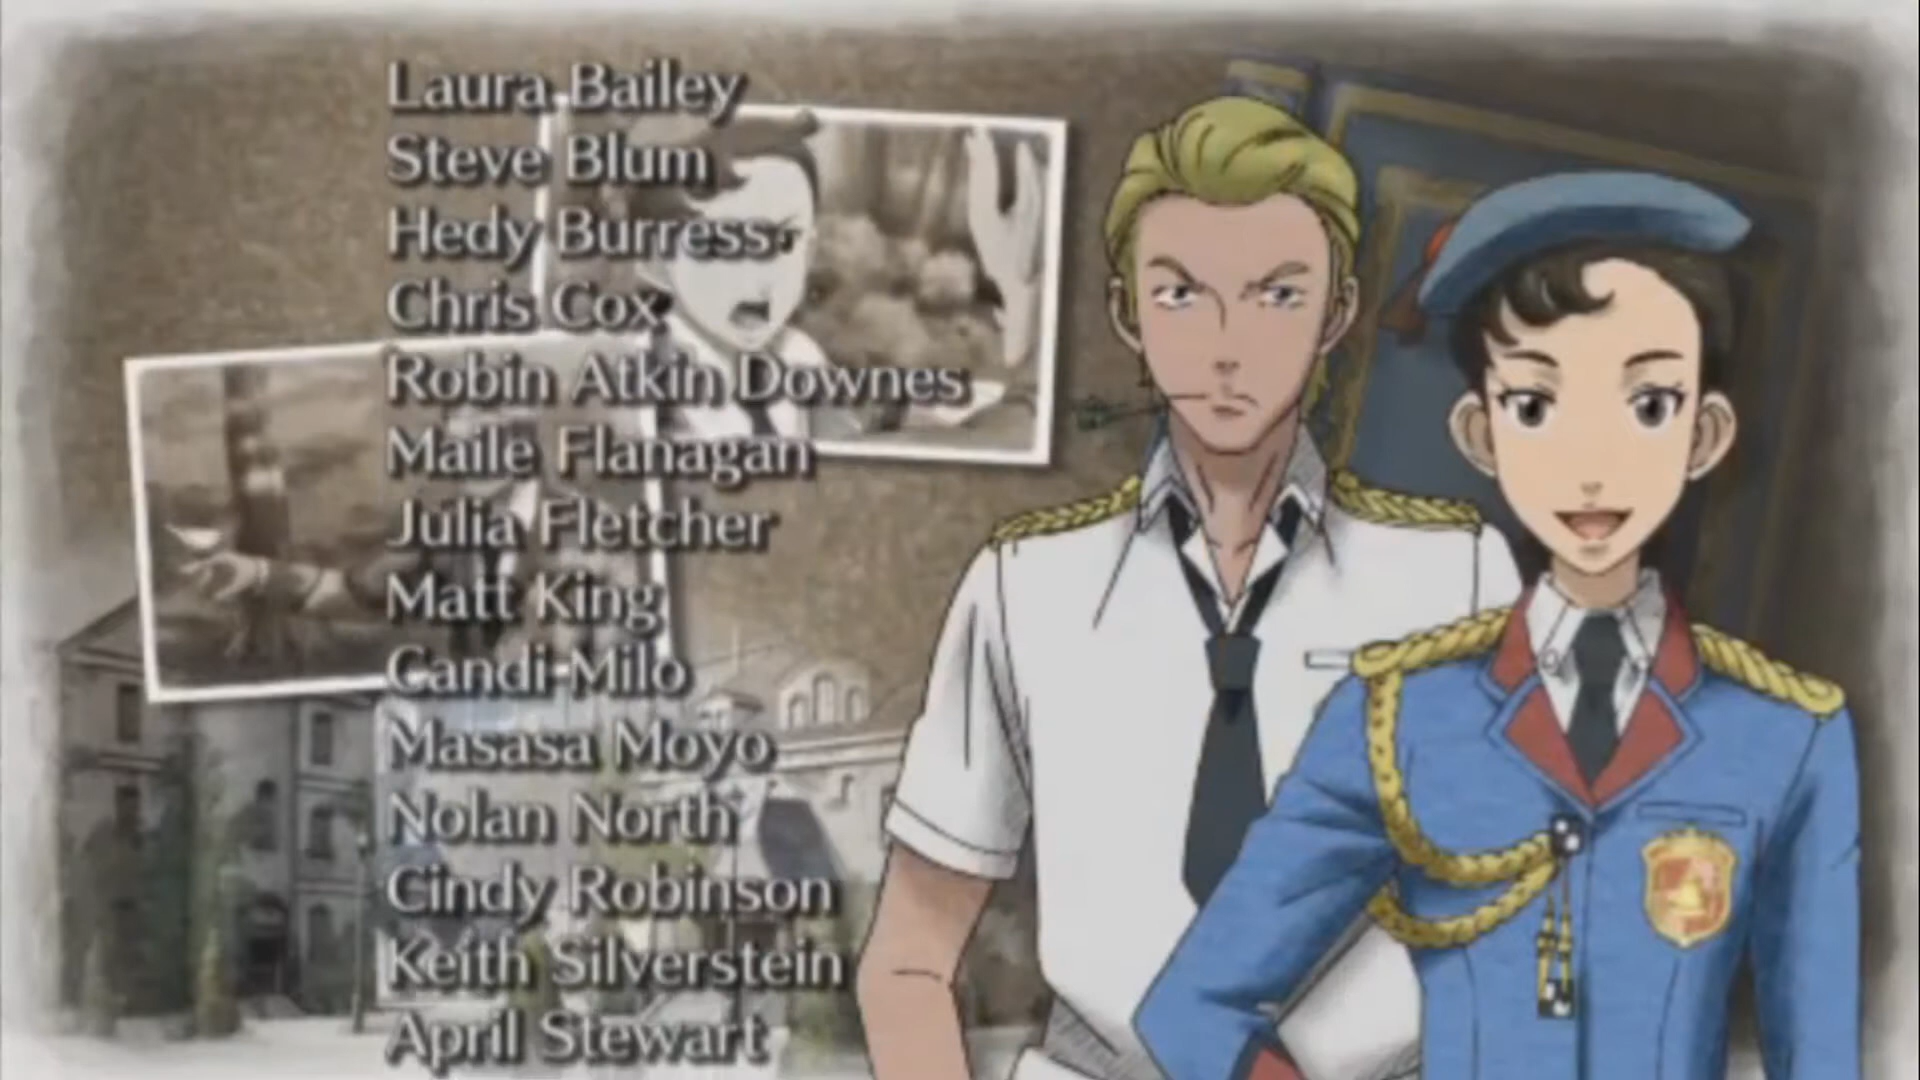 Laura Bailey
Steve Blum
Hedy Burress
Chris Cox
Robin Atkin Downes
Maile Flanagan
Julia Fletcher
Matt King
Candi Milo
Masasa Moyo
Nolan North
Cindy Robinson
Keith Silverstein
April Stewart